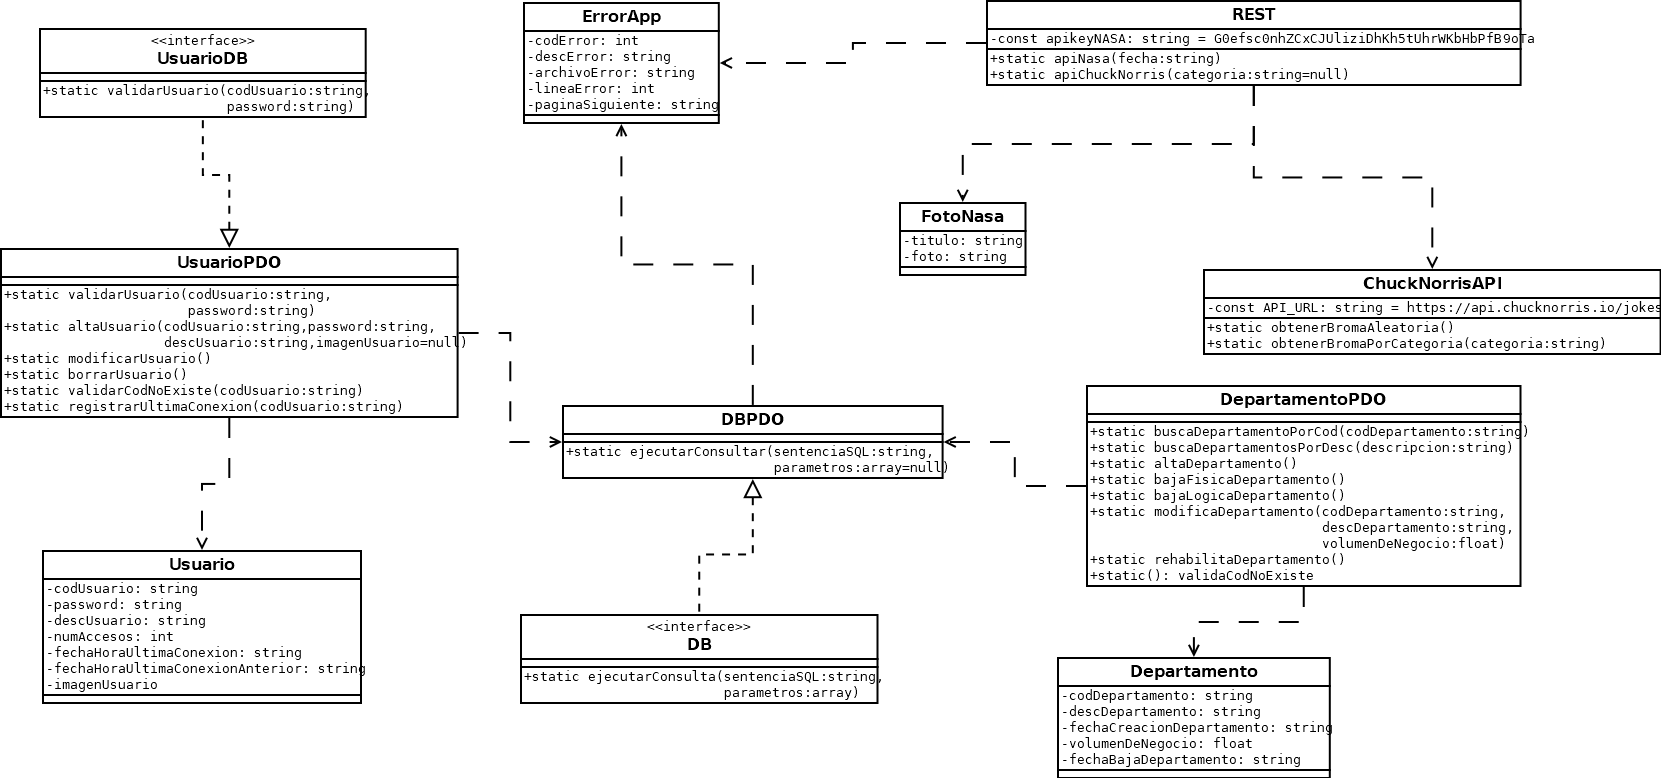 <<interface>>
UsuarioDB
+static validarUsuario(codUsuario:string,
password:string)
ErrorApp
-codError: int
-descError: string
-archivoError: string
-lineaError: int
-paginaSiguiente: string
REST
-const apikeyNASA: string = G0efsc0nhZCxCJUliziDhKh5tUhrWKbHbPfB9oTa
+static apiNasa(fecha:string)
+static apiChuckNorris(categoria:string=null)
FotoNasa
-titulo: string
-foto: string
UsuarioPDO
+static validarUsuario(codUsuario:string,
password:string)
+static altaUsuario(codUsuario:string,password:string,
descUsuario:string,imagenUsuario=null)
+static modificarUsuario()
+static borrarUsuario()
+static validarCodNoExiste(codUsuario:string)
+static registrarUltimaConexion(codUsuario:string)
ChuckNorrisAPI
-const API_URL: string = https://api.chucknorris.io/jokes
+static obtenerBromaAleatoria()
+static obtenerBromaPorCategoria(categoria:string)
DBPDO
+static ejecutarConsultar(sentenciaSQL:string,
parametros:array=null)
DepartamentoPDO
+static buscaDepartamentoPorCod(codDepartamento:string)
+static buscaDepartamentosPorDesc(descripcion:string)
+static altaDepartamento()
+static bajaFisicaDepartamento()
+static bajaLogicaDepartamento()
+static modificaDepartamento(codDepartamento:string,
descDepartamento:string,
volumenDeNegocio:float)
+static rehabilitaDepartamento()
+static(): validaCodNoExiste
Usuario
-codUsuario: string
-password: string
-descUsuario: string
-numAccesos: int
-fechaHoraUltimaConexion: string
-fechaHoraUltimaConexionAnterior: string
-imagenUsuario
<<interface>>
DB
+static ejecutarConsulta(sentenciaSQL:string,
parametros:array)
Departamento
-codDepartamento: string
-descDepartamento: string
-fechaCreacionDepartamento: string
-volumenDeNegocio: float
-fechaBajaDepartamento: string